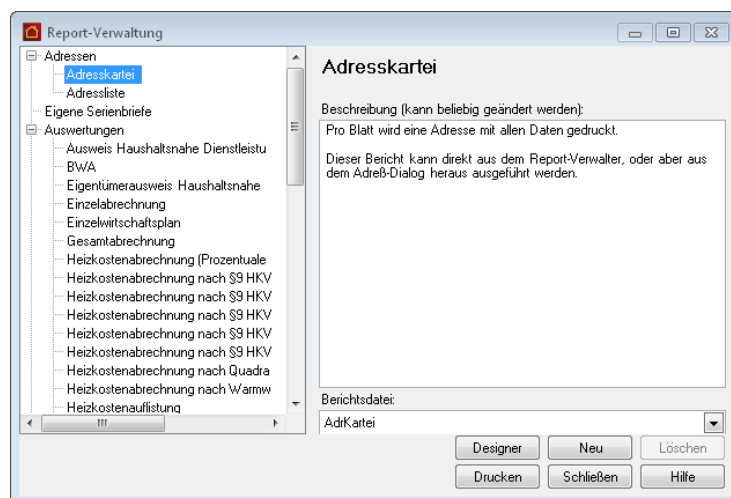 Report-Verwaltung
Adressen
Adresskartei
Adressliste
Eigene Serienbriefe
Auswertungen
Ausweis Haushaltsnahe Dienstleistu
BWA
Eigentümerausweis Haushaltsnahe
Einzelabrechnung
Einzelwirtschaftsplan
Gesamtabrechnung
Heizkostenabrechnung (Prozentuale
Heizkostenabrechnung nach §9 HKV
Heizkostenabrechnung nach §9 HKV
Heizkostenabrechnung nach §9 HKV
Heizkostenabrechnung nach §9 HKV
Heizkostenabrechnung nach §9 HKV
Heizkostenabrechnung nach Quadra
Heizkostenabrechnung nach Warmw
Heizkostenauflistung
Adresskartei
Beschreibung (kann beliebig geändert werden):
Pro Blatt wird eine Adresse mit allen Daten gedruckt.
Dieser Bericht kann direkt aus dem Report-Verwalter, oder aber aus
dem Adreß-Dialog heraus ausgeführt werden.
Berichtsdatei:
AdrKartei
Designer
Neu
Löschen
Drucken
Schließen
Hilfe